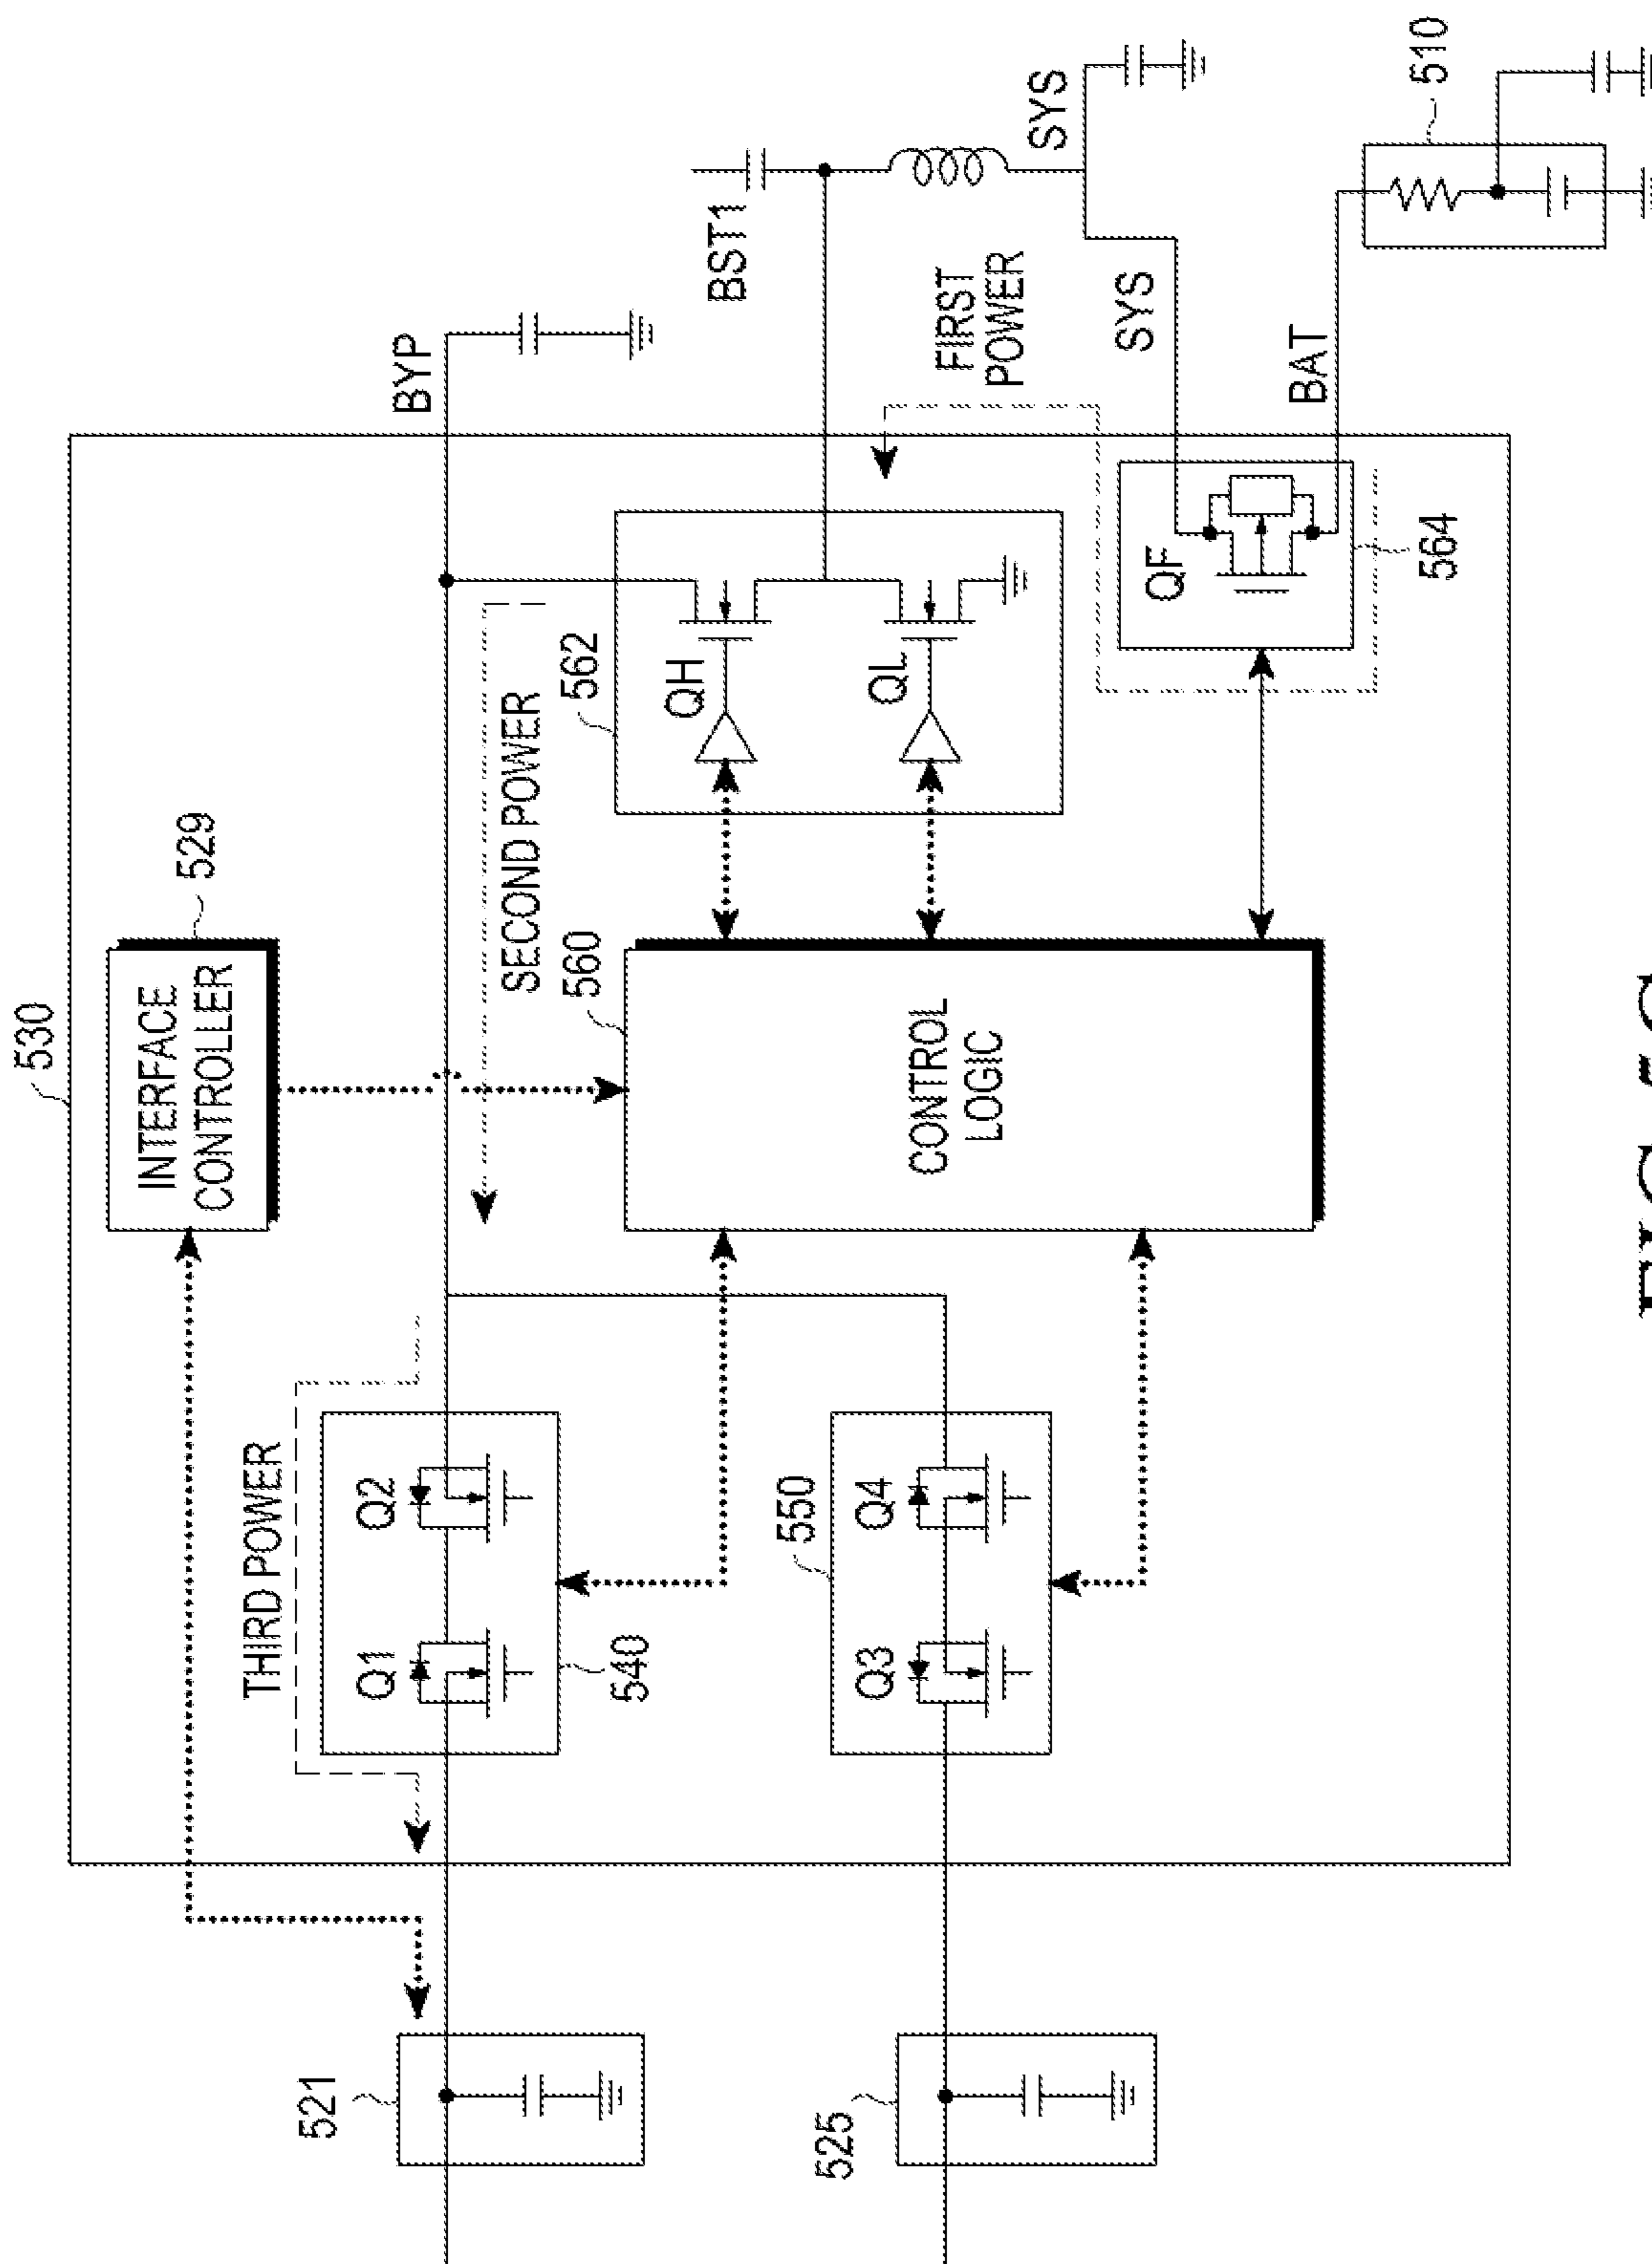 530
INTERFACE
CONTROLLER
529
BYP
SECOND POWER
THIRD POWER
Q1
Q2
540
521
560
CONTROL
LOGIC
562
QH
QL
BST1
FIRST
POWER
SYS
SYS
BAT
QF
564
510
550
Q3
Q4
525